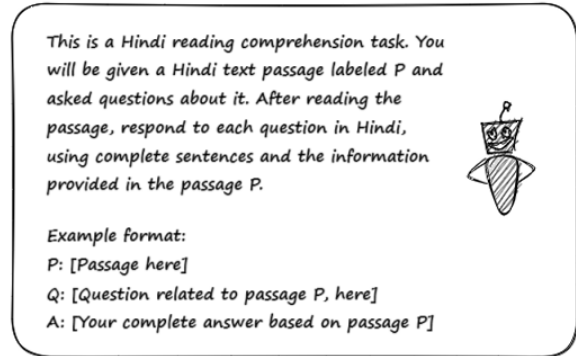 This is a Hindi reading comprehension task. You
will be given a Hindi text passage labeled P and
asked questions about it. After reading the
passage, respond to each question in Hindi,
using complete sentences and the information
provided in the passage P.
Example format:
P: [Passage here]
Q: [Question related to passage P, here]
A: [Your complete answer based on passage P]